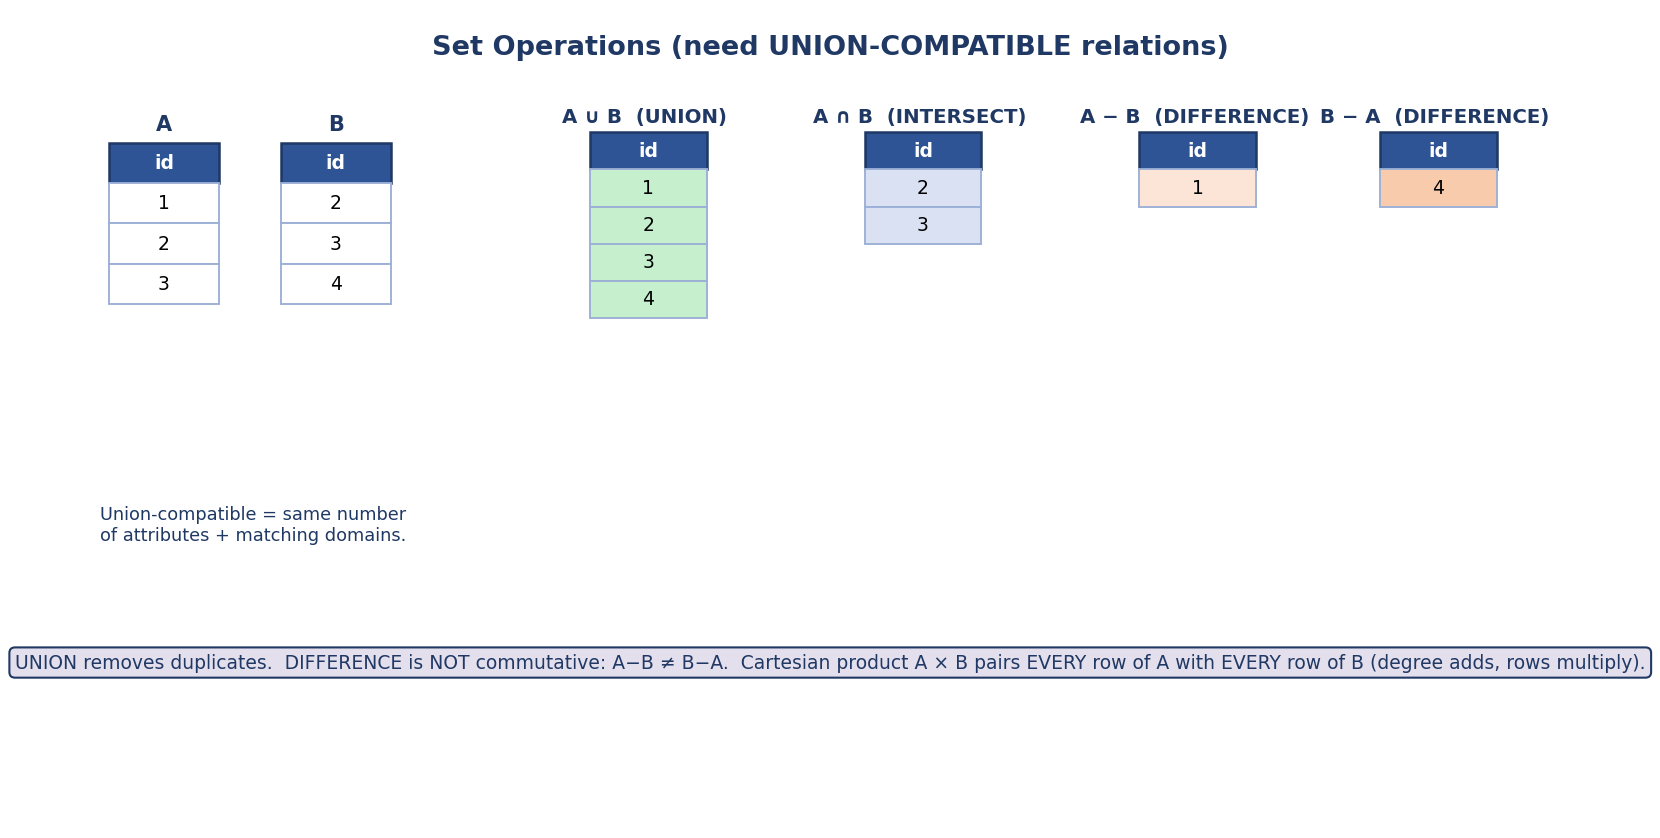 Set Operations (need UNION-COMPATIBLE relations)
A
id
1
2
3
B
id
2
3
4
A ∪ B  (UNION)
id
1
2
3
4
A ∩ B  (INTERSECT)
id
2
3
A − B  (DIFFERENCE)
id
1
B − A  (DIFFERENCE)
id
4
Union-compatible = same number
of attributes + matching domains.
UNION removes duplicates.  DIFFERENCE is NOT commutative: A−B ≠ B−A.  Cartesian product A × B pairs EVERY row of A with EVERY row of B (degree adds, rows multiply).